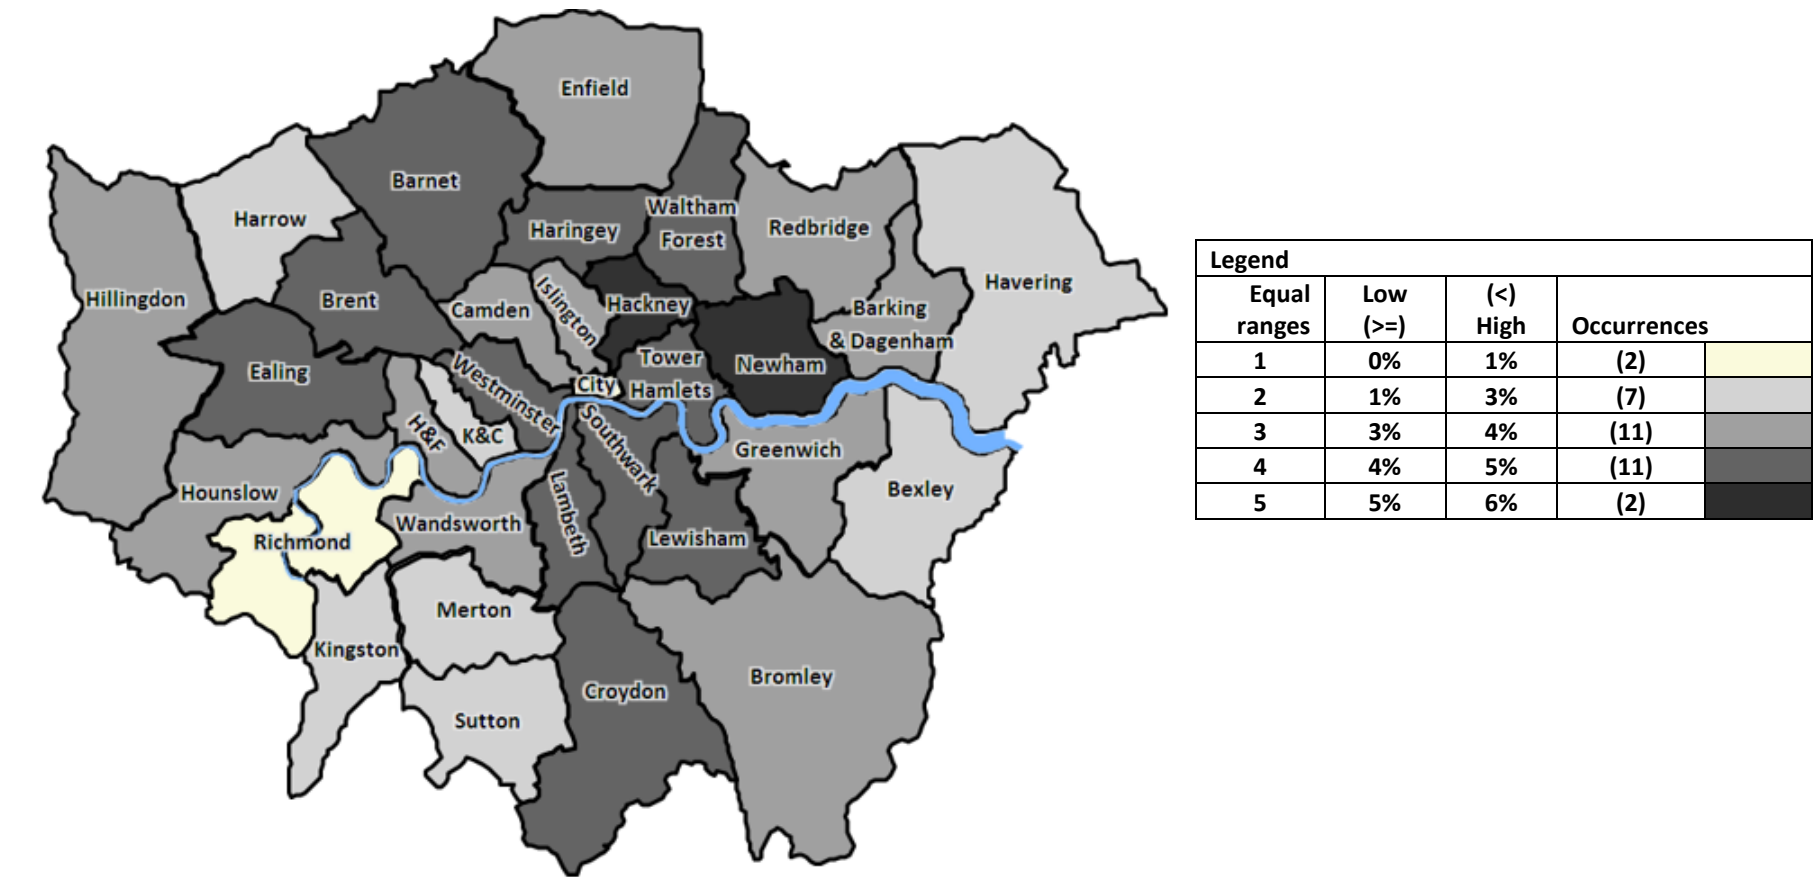 Enfield
Barnet
Harrow
Haringey
Waltham
Forest
Redbridge
Havering
Hillingdon
Brent
Camden
Islington
Hackney
Barking
& Dagenham
Ealing
Westminster
City
Tower
Hamlets
Newham
H&F
K&C
Southwark
Greenwich
Hounslow
Bexley
Richmond
Wandsworth
Lambeth
Lewisham
Merton
Kingston
Sutton
Croydon
Bromley
Legend
Equal ranges Low (>=) (<) High Occurrences
1 0% 1% (2)
2 1% 3% (7)
3 3% 4% (11)
4 4% 5% (11)
5 5% 6% (2)